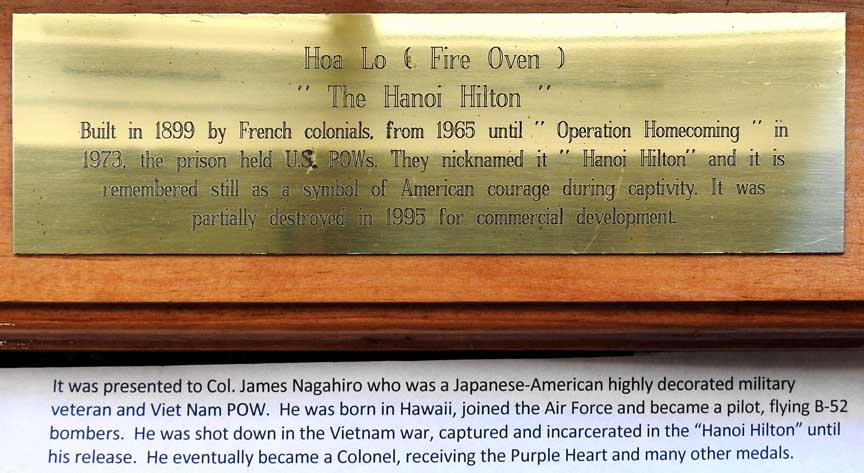 Hoa Lo ( Fire Oven )
" The Hanoi Hilton "
Built in 1899 by French colonials, from 1965 until " Operation Homecoming " in
1973, the prison held U.S. POWs. They nicknamed it " Hanoi Hilton" and it is
remembered still as a symbol of American courage during captivity. It was
partially destroyed in 1995 for commercial development.
It was presented to Col. James Nagahiro who was a Japanese-American highly decorated military
veteran and Viet Nam POW.  He was born in Hawaii, joined the Air Force and became a pilot, flying B-52
bombers.  He was shot down in the Vietnam war, captured and incarcerated in the “Hanoi Hilton” until
his release.  He eventually became a Colonel, receiving the Purple Heart and many other medals.